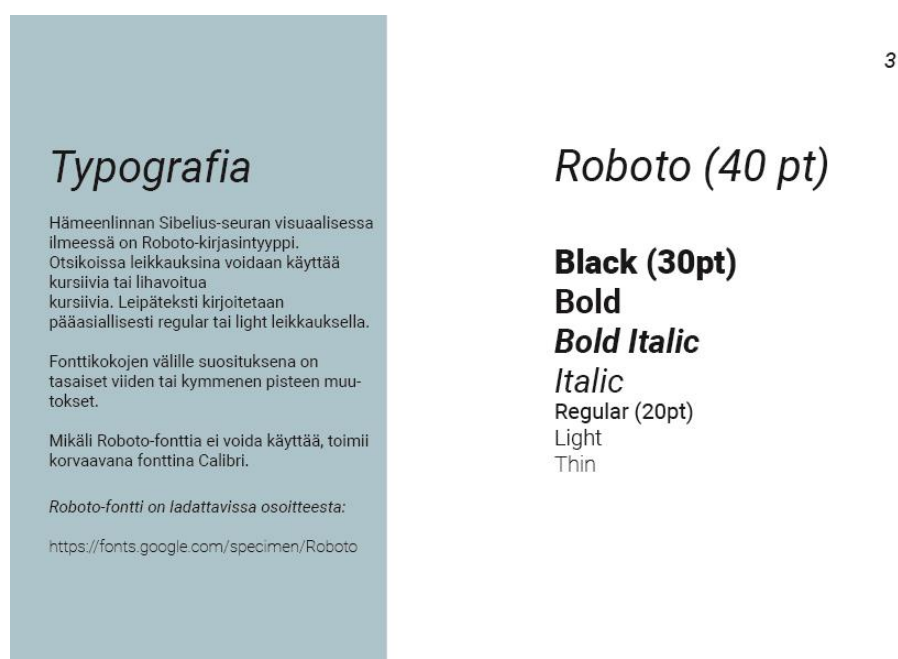 3
Typografia
Hämeenlinnan Sibelius-seuran visuaalisessa
ilmeessä on Roboto-kirjasintyyppi.
Otsikoissa leikkauksina voidaan käyttää
kursiivia tai lihavoitua
kursiivia. Leipäteksti kirjoitetaan
pääasiallisesti regular tai light leikkauksella.
Fonttikokojen välille suosituksena on
tasaiset viiden tai kymmenen pisteen muu-
tokset.
Mikäli Roboto-fonttia ei voida käyttää, toimii
korvaavana fonttina Calibri.
Roboto-fontti on ladattavissa osoitteesta:
https://fonts.google.com/specimen/Roboto
Roboto (40 pt)
Black (30pt)
Bold
Bold Italic
Italic
Regular (20pt)
Light
Thin